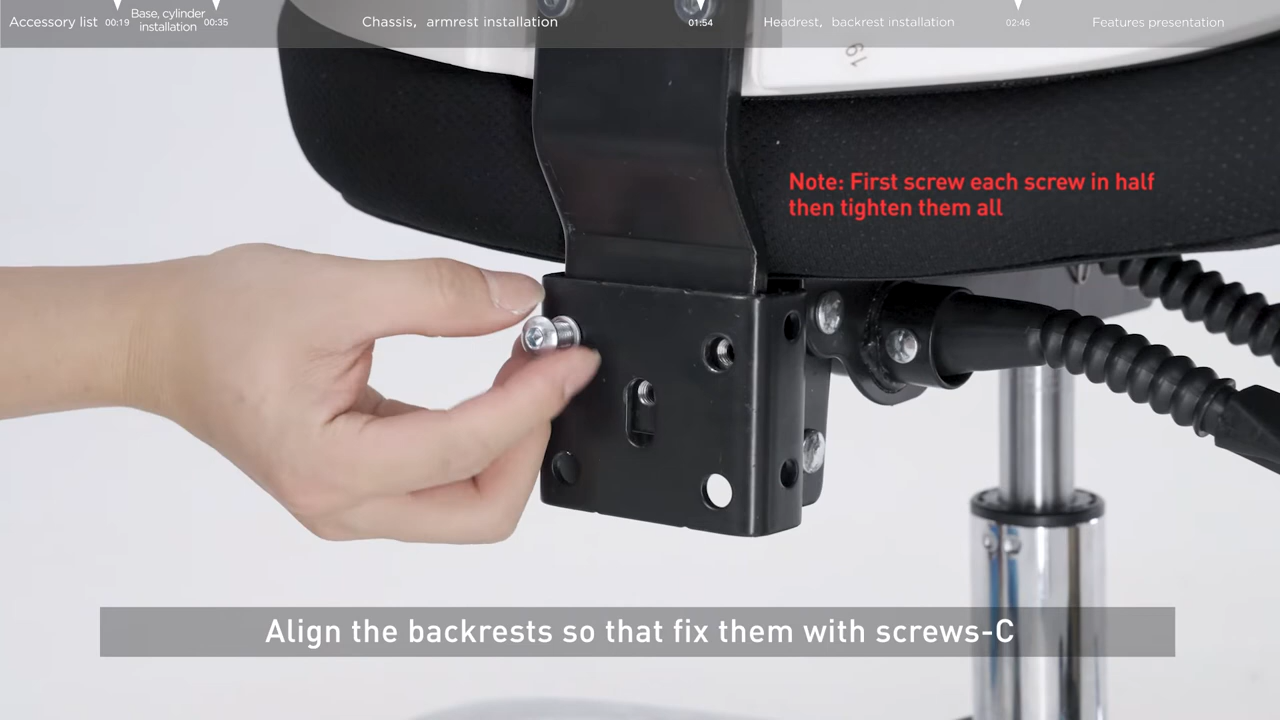 Accessory list
00:19
Base, cylinder
installation
00:35
Chassis, armrest installation
01:54
Headrest, backrest installation
02:46
Features presentation
19
Note: First screw each screw in half
then tighten them all
Align the backrests so that fix them with screws-C